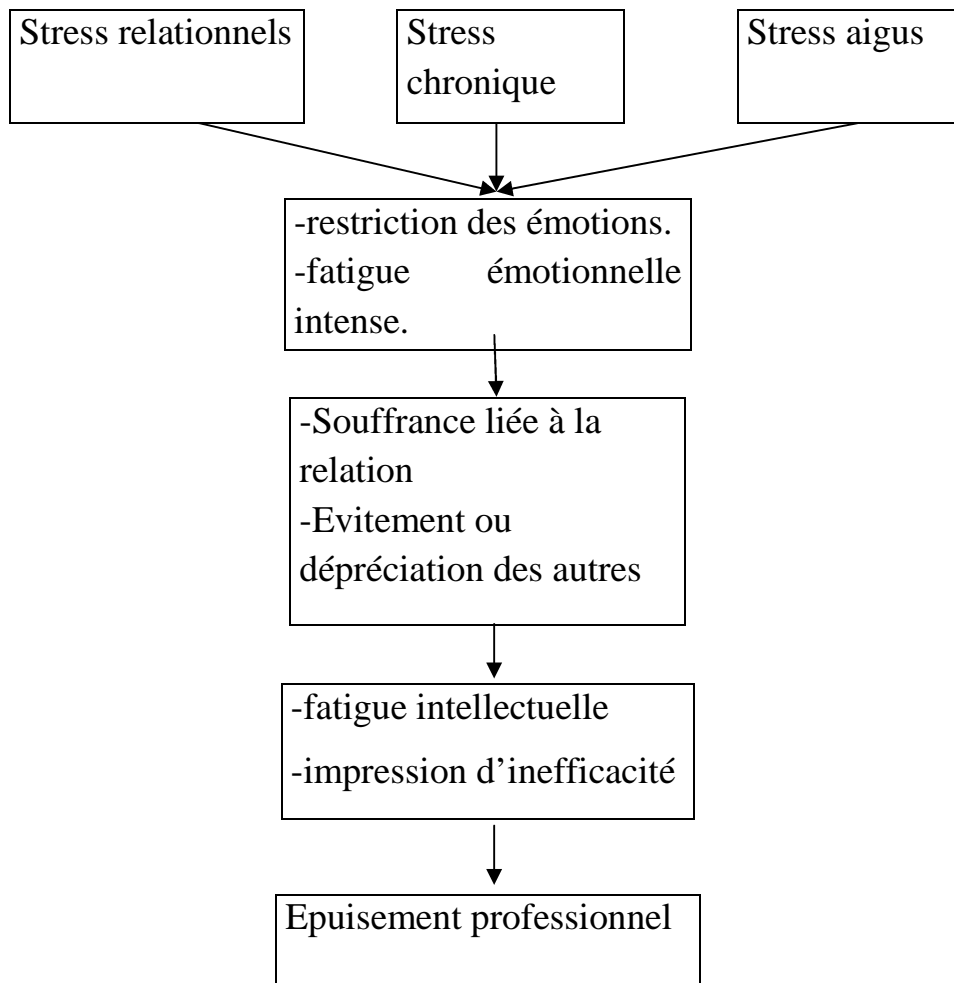 Stress relationnels
Stress
chronique
Stress aigus
-restriction des émotions.
-fatigue émotionnelle
intense.
-Souffrance liée à la
relation
-Evitement ou
dépréciation des autres
-fatigue intellectuelle
-impression d’inefficacité
Epuisement professionnel